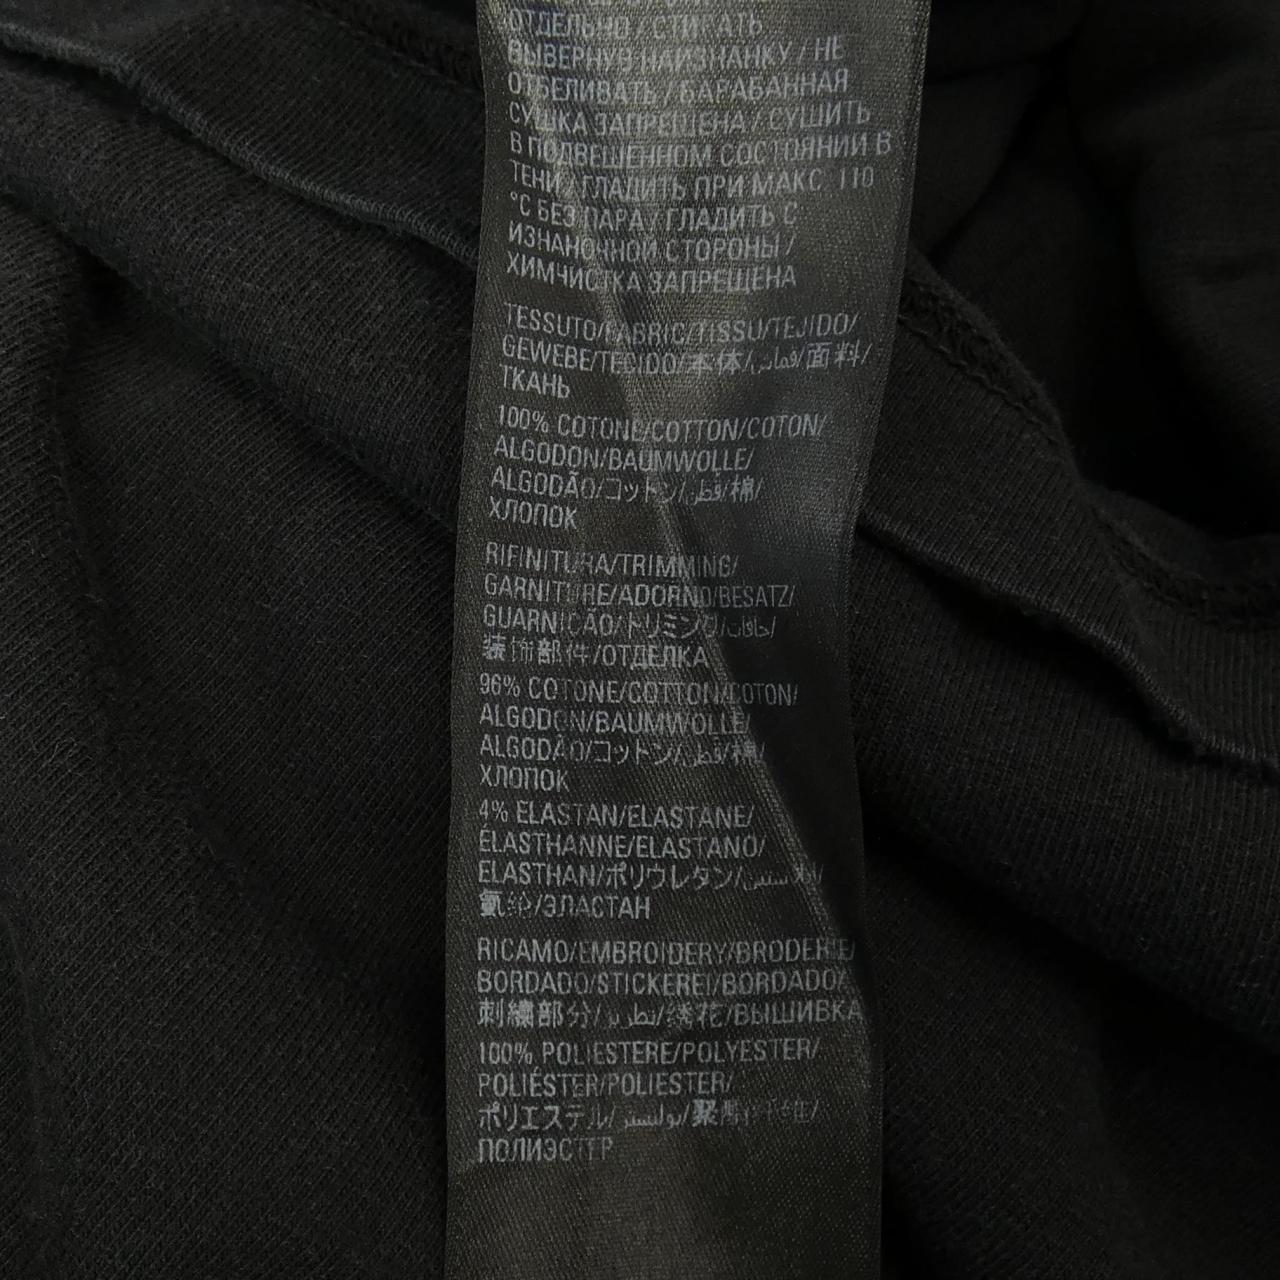 ОТДЕЛЬНО / СТИРАТЬ
ВЫВЕРНУВ НАИЗНАНКУ / НЕ
ОТБЕЛИВАТЬ / БАРАБАННАЯ
СУШКА ЗАПРЕЩЕНА / СУШИТЬ
В ПОДВЕШЕННОМ СОСТОЯНИИ В
ТЕНИ / ГЛАДИТЬ ПРИ МАКС 110
°C БЕЗ ПАРА / ГЛАДИТЬ С
ИЗНАНОЧНОЙ СТОРОНЫ /
ХИМЧИСТКА ЗАПРЕЩЕНА
TESSUTO/FABRIC/TISSU/TEJIDO/
GEWEBE/TECIDO/本体/قماش/面料/
ТКАНЬ
100% COTONE/COTTON/COTON/
ALGODON/BAUMWOLLE/
ALGODÃO/コットン/قطن/棉/
ХЛОПОК
RIFINITURA/TRIMMING/
GARNITURE/ADORNO/BESATZ/
GUARNIÇÃO/トリミング/حافات/
装饰部件/ОТДЕЛКА
96% COTONE/COTTON/COTON/
ALGODON/BAUMWOLLE/
ALGODÃO/コットン/قطن/棉/
ХЛОПОК
4% ELASTAN/ELASTANE/
ÉLASTHANNE/ELASTANO/
ELASTHAN/ポリウレタン/
氨纶/ЭЛАСТАН
RICAMO/EMBROIDERY/BRODERIE/
BORDADO/STICKEREI/BORDADO/
刺繍部分/تطريز/绣花/ВЫШИВКА
100% POLIESTERE/POLYESTER/
POLIÉSTER/POLIESTER/
ポリエステル/بوليستر/聚酯纤维/
ПОЛИЭСТЕР